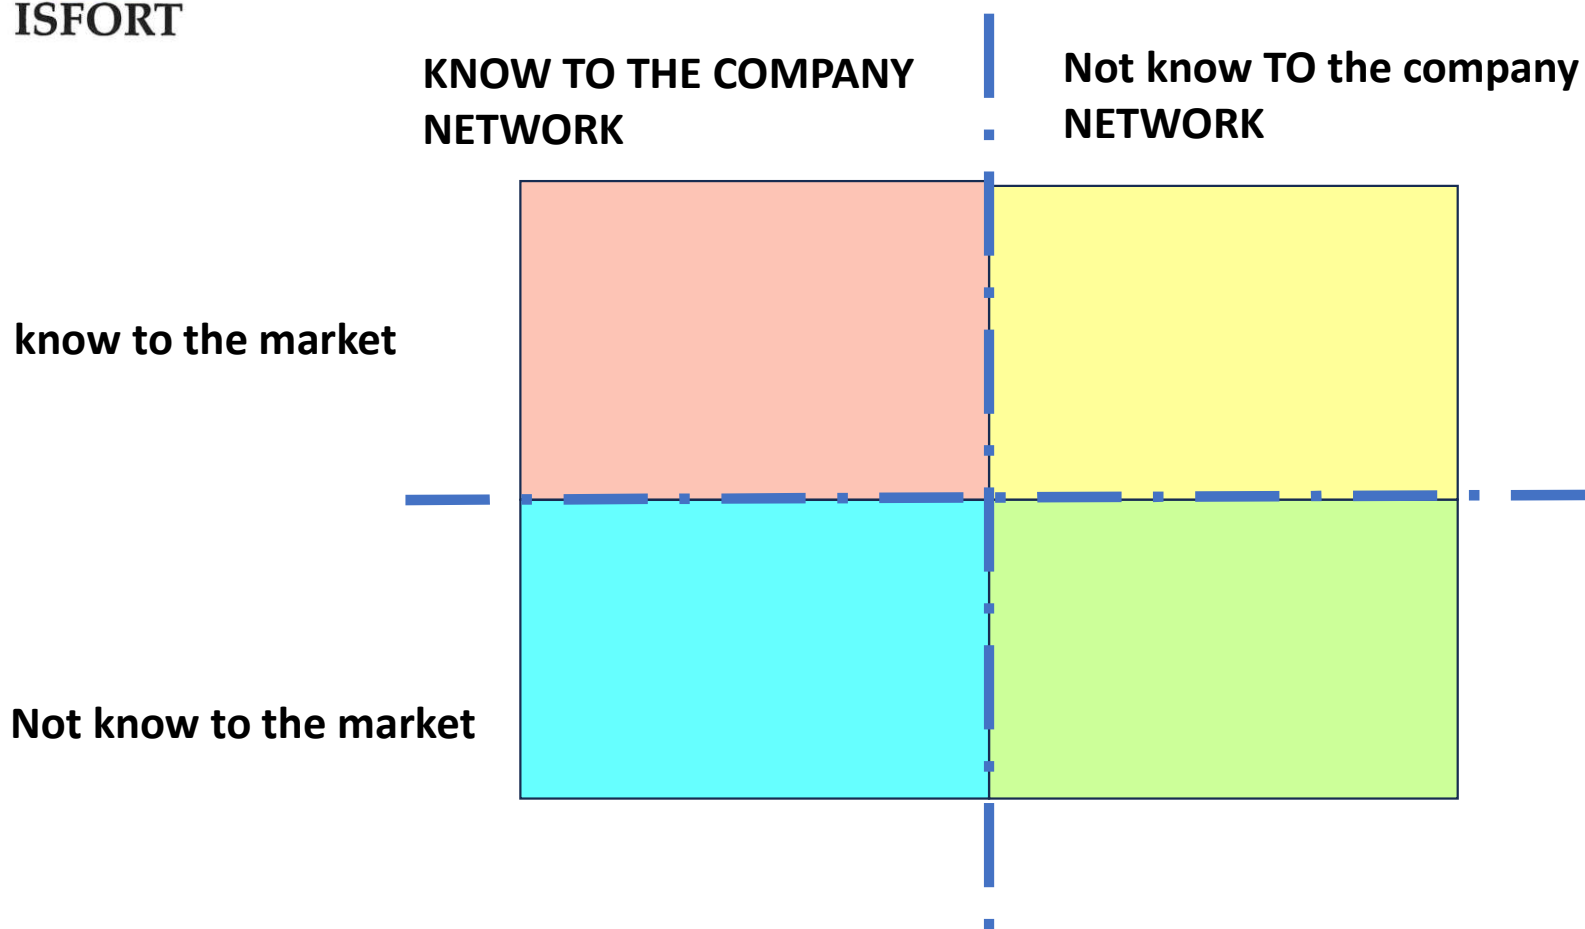 ISFORT
KNOW TO THE COMPANY
NETWORK
Not know TO the company
NETWORK
know to the market
Not know to the market